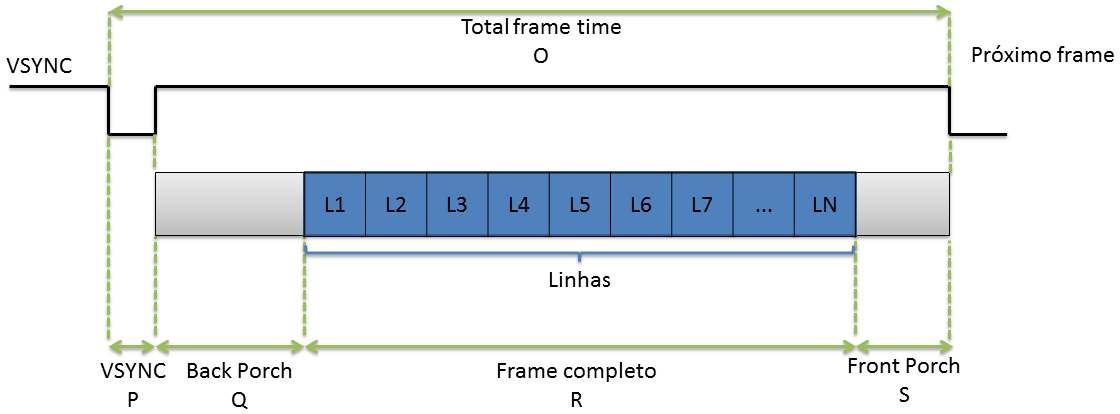 Total frame time
O
VSYNC
Próximo frame
L1 L2 L3 L4 L5 L6 L7 ... LN
Linhas
VSYNC
P
Back Porch
Q
Frame completo
R
Front Porch
S